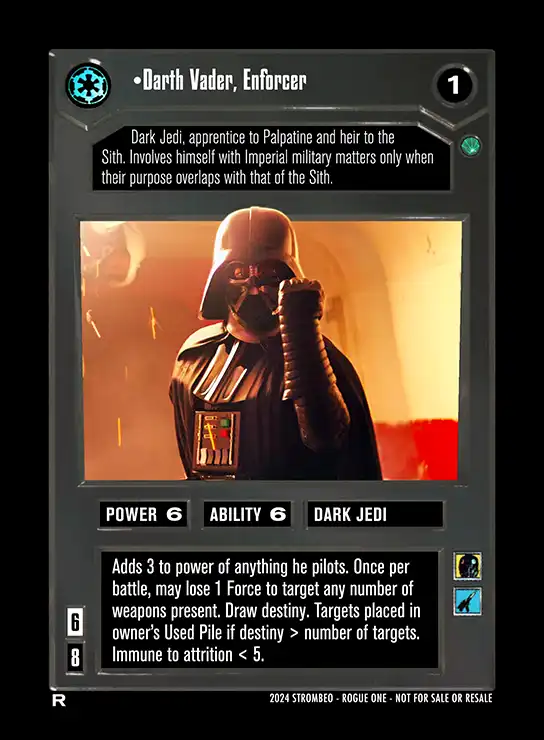 •Darth Vader, Enforcer
1
Dark Jedi, apprentice to Palpatine and heir to the
Sith. Involves himself with Imperial military matters only when
their purpose overlaps with that of the Sith.
POWER 6 ABILITY 6 DARK JEDI
Adds 3 to power of anything he pilots. Once per
battle, may lose 1 Force to target any number of
weapons present. Draw destiny. Targets placed in
owner's Used Pile if destiny > number of targets.
Immune to attrition < 5.
6
8
R
2024 STROMBEO - ROGUE ONE - NOT FOR SALE OR RESALE